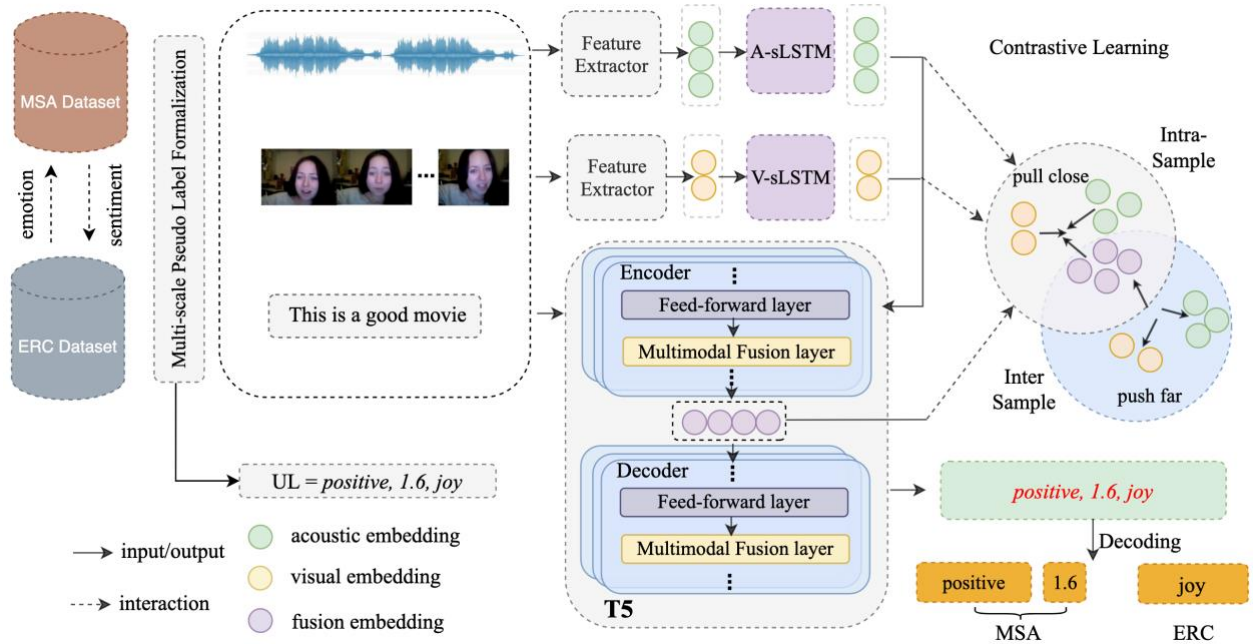 MSA Dataset
emotion
sentiment
ERC Dataset
Multi-scale Pseudo Label Formalization
This is a good movie
UL = positive, 1.6, joy
input/output
interaction
acoustic embedding
visual embedding
fusion embedding
Feature
Extractor
A-sLSTM
Feature
Extractor
V-sLSTM
Encoder
Feed-forward layer
Multimodal Fusion layer
Decoder
Feed-forward layer
Multimodal Fusion layer
T5
Contrastive Learning
Intra-
Sample
pull close
Inter
Sample
push far
positive, 1.6, joy
Decoding
positive
1.6
joy
MSA
ERC